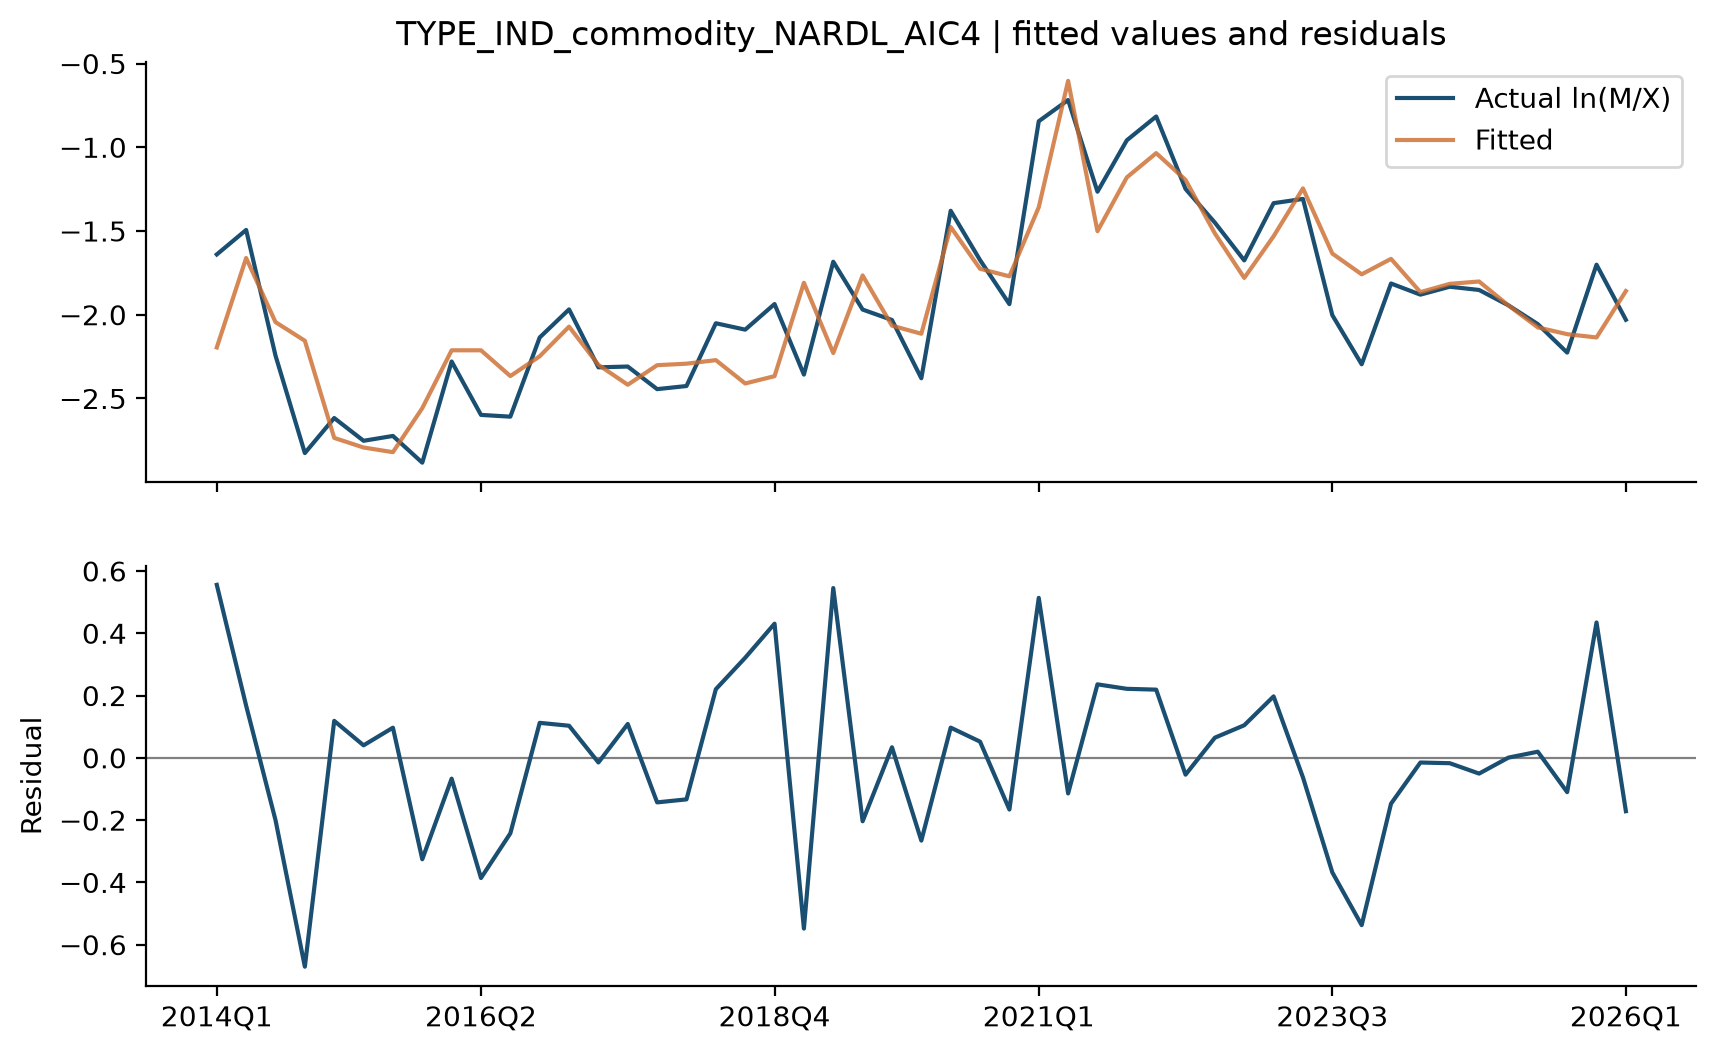 TYPE_IND_commodity_NARDL_AIC4 | fitted values and residuals
−0.5
−1.0
−1.5
−2.0
−2.5
Actual ln(M/X)
Fitted
Residual
0.6
0.4
0.2
0.0
−0.2
−0.4
−0.6
2014Q1 2016Q2 2018Q4 2021Q1 2023Q3 2026Q1